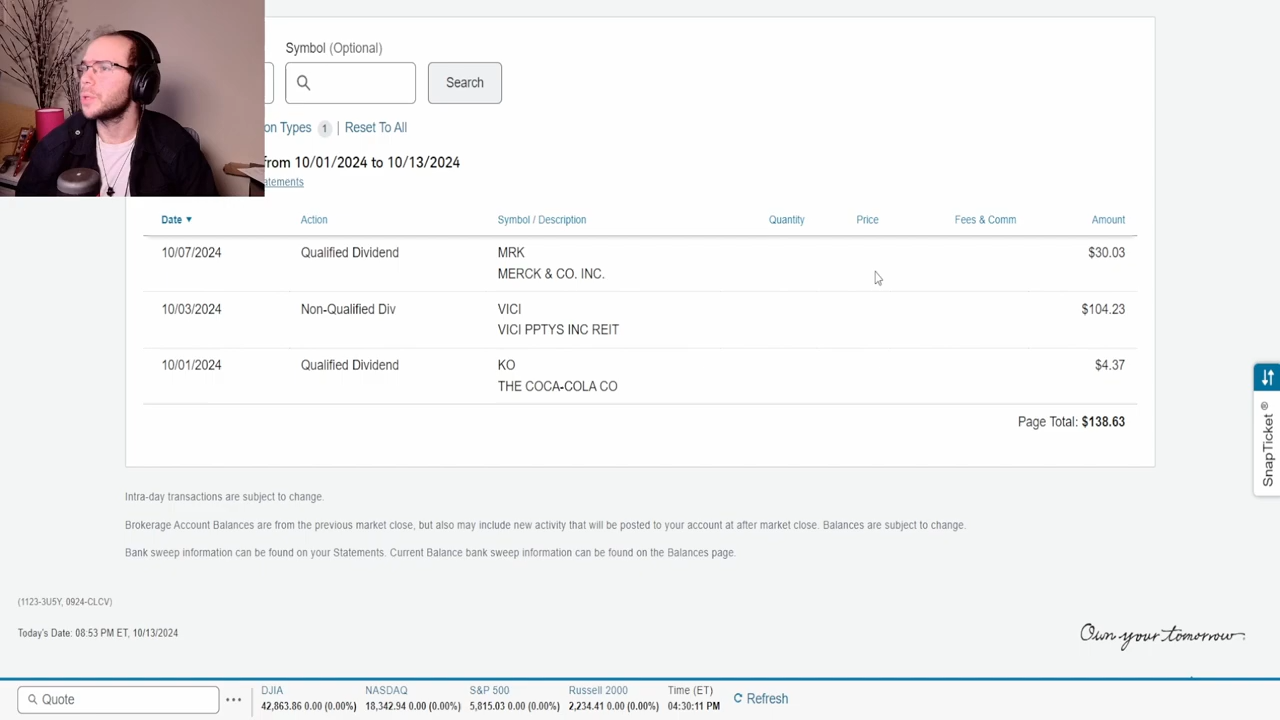 Symbol (Optional)
Search
on Types 1 | Reset To All
from 10/01/2024 to 10/13/2024
atements
Date ▼ Action Symbol / Description Quantity Price Fees & Comm Amount
10/07/2024 Qualified Dividend MRK $30.03
MERCK & CO. INC.
10/03/2024 Non-Qualified Div VICI $104.23
VICI PPTYS INC REIT
10/01/2024 Qualified Dividend KO $4.37
THE COCA-COLA CO
Page Total: $138.63
SnapTicket ®
Intra-day transactions are subject to change.
Brokerage Account Balances are from the previous market close, but also may include new activity that will be posted to your account at after market close. Balances are subject to change.
Bank sweep information can be found on your Statements. Current Balance bank sweep information can be found on the Balances page.
(1123-3U5Y, 0924-CLCV)
Today's Date: 08:53 PM ET, 10/13/2024
Own your tomorrow.
Quote ••• DJIA NASDAQ S&P 500 Russell 2000 Time (ET) Refresh
42,863.86 0.00 (0.00%) 18,342.94 0.00 (0.00%) 5,815.03 0.00 (0.00%) 2,234.41 0.00 (0.00%) 04:30:11 PM